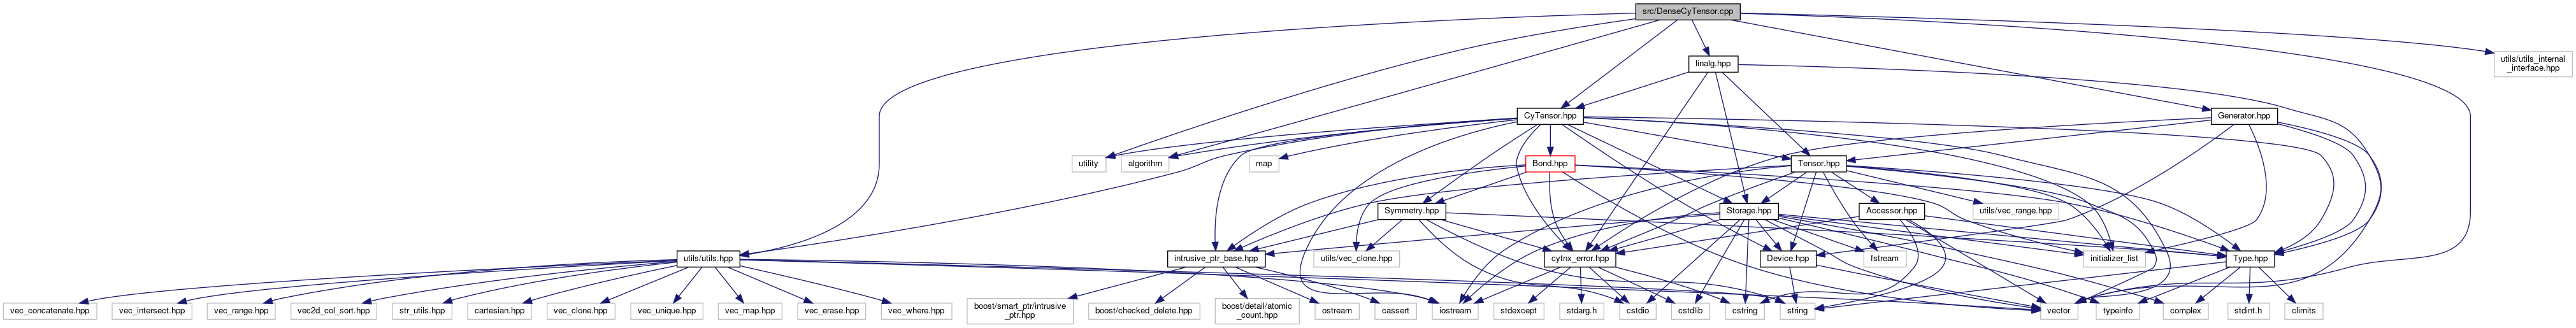 src/DenseCyTensor.cpp
utils/utils_internal
_interface.hpp
linalg.hpp
CyTensor.hpp
Generator.hpp
utility
algorithm
map
Bond.hpp
Tensor.hpp
Symmetry.hpp
Storage.hpp
Accessor.hpp
utils/vec_range.hpp
utils/utils.hpp
intrusive_ptr_base.hpp
utils/vec_clone.hpp
cytnx_error.hpp
Device.hpp
fstream
initializer_list
Type.hpp
vec_concatenate.hpp
vec_intersect.hpp
vec_range.hpp
vec2d_col_sort.hpp
str_utils.hpp
cartesian.hpp
vec_clone.hpp
vec_unique.hpp
vec_map.hpp
vec_erase.hpp
vec_where.hpp
boost/smart_ptr/intrusive
_ptr.hpp
boost/checked_delete.hpp
boost/detail/atomic
_count.hpp
ostream
cassert
iostream
stdexcept
stdarg.h
cstdio
cstdlib
cstring
string
vector
typeinfo
complex
stdint.h
climits